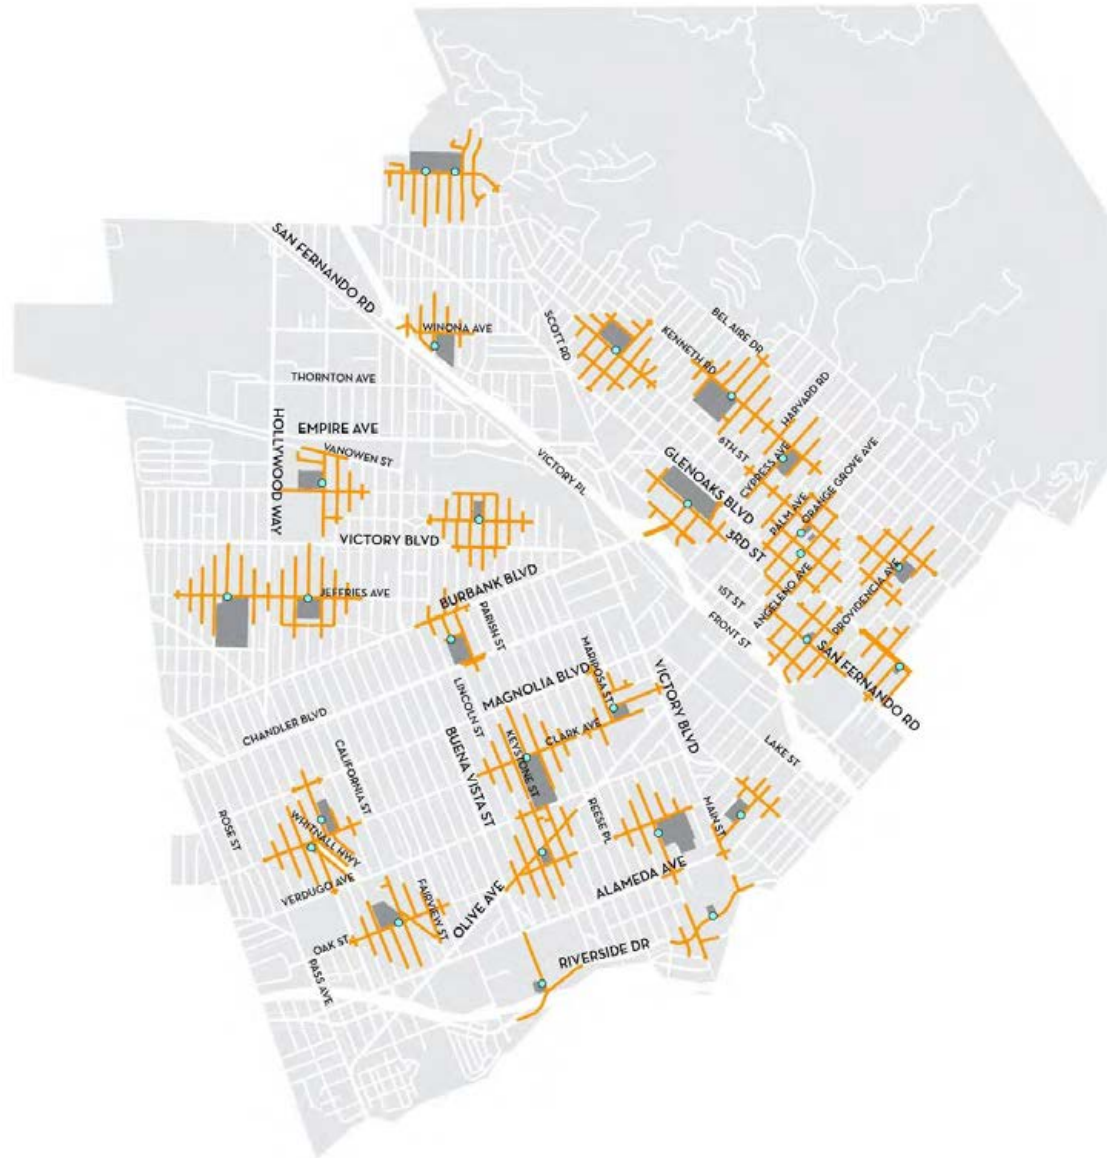 SAN FERNANDO RD
WINONA AVE
SCOTT RD
BEL AIRE DR
KENNETH RD
THORNTON AVE
HARVARD RD
HOLLYWOOD WAY
EMPIRE AVE
VANOWEN ST
6TH ST
CYPRESS AVE
GLENOAKS BLVD
VICTORY PL
ORANGE GROVE AVE
PALM AVE
VICTORY BLVD
3RD ST
JEFFRIES AVE
BURBANK BLVD
1ST ST
ANGELENO AVE
PROVIDENCIA AVE
PARISH ST
FRONT ST
MARIPOSA ST
SAN FERNANDO RD
MAGNOLIA BLVD
VICTORY BLVD
LINCOLN ST
CHANDLER BLVD
CLARK AVE
KEYSTONE ST
LAKE ST
CALIFORNIA ST
BUENA VISTA ST
REESE PL
MAIN ST
ROSE ST
WHITNALL HWY
VERDUGO AVE
ALAMEDA AVE
FAIRVIEW ST
OLIVE AVE
OAK ST
RIVERSIDE DR
PASS AVE